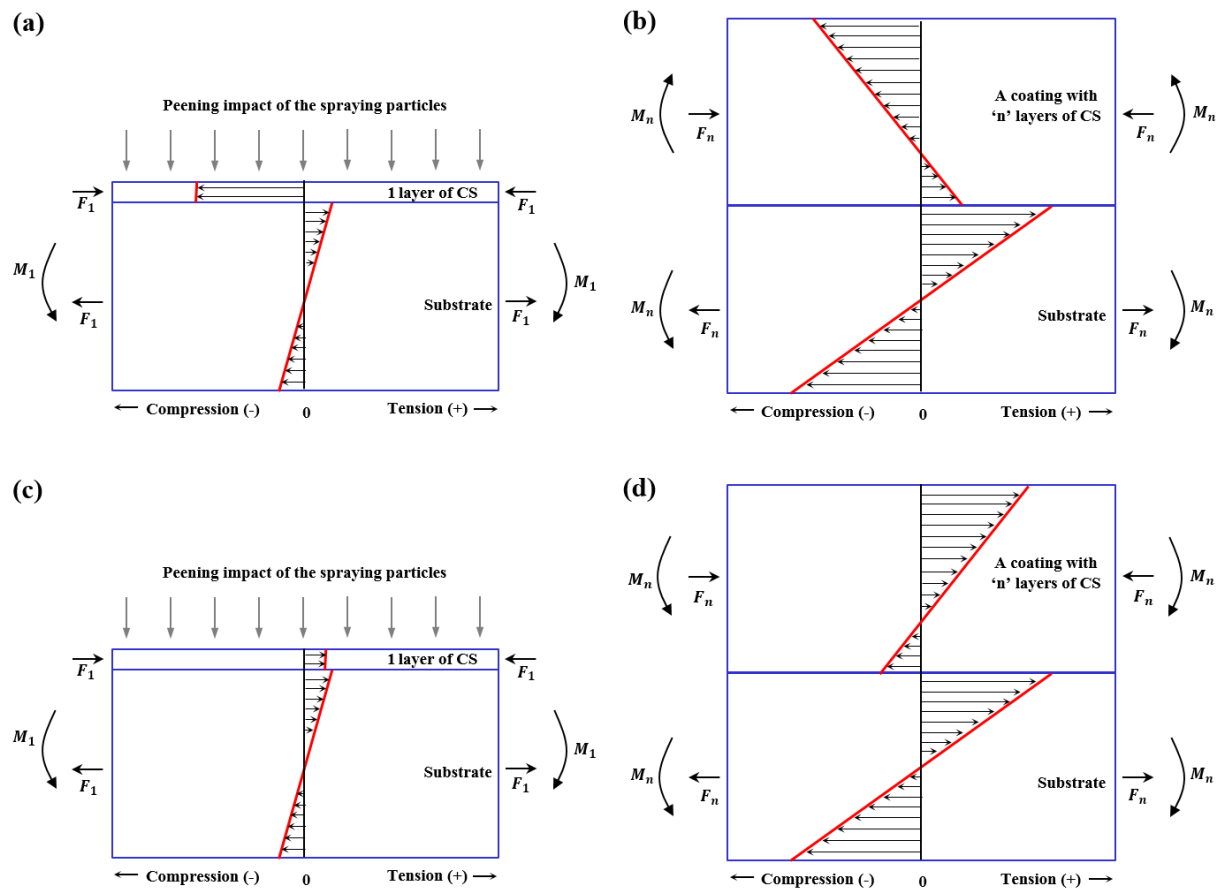 (a)
Peening impact of the spraying particles
F₁
1 layer of CS
F₁
M₁
M₁
F₁
Substrate
F₁
← Compression (-) 0 Tension (+) →
(b)
A coating with
‘n’ layers of CS
Mₙ
Fₙ
Fₙ
Mₙ
Mₙ
Fₙ
Substrate
Fₙ
Mₙ
← Compression (-) 0 Tension (+) →
(c)
Peening impact of the spraying particles
F₁
1 layer of CS
F₁
M₁
M₁
F₁
Substrate
F₁
← Compression (-) 0 Tension (+) →
(d)
A coating with
‘n’ layers of CS
Mₙ
Fₙ
Fₙ
Mₙ
Mₙ
Fₙ
Substrate
Fₙ
Mₙ
← Compression (-) 0 Tension (+) →